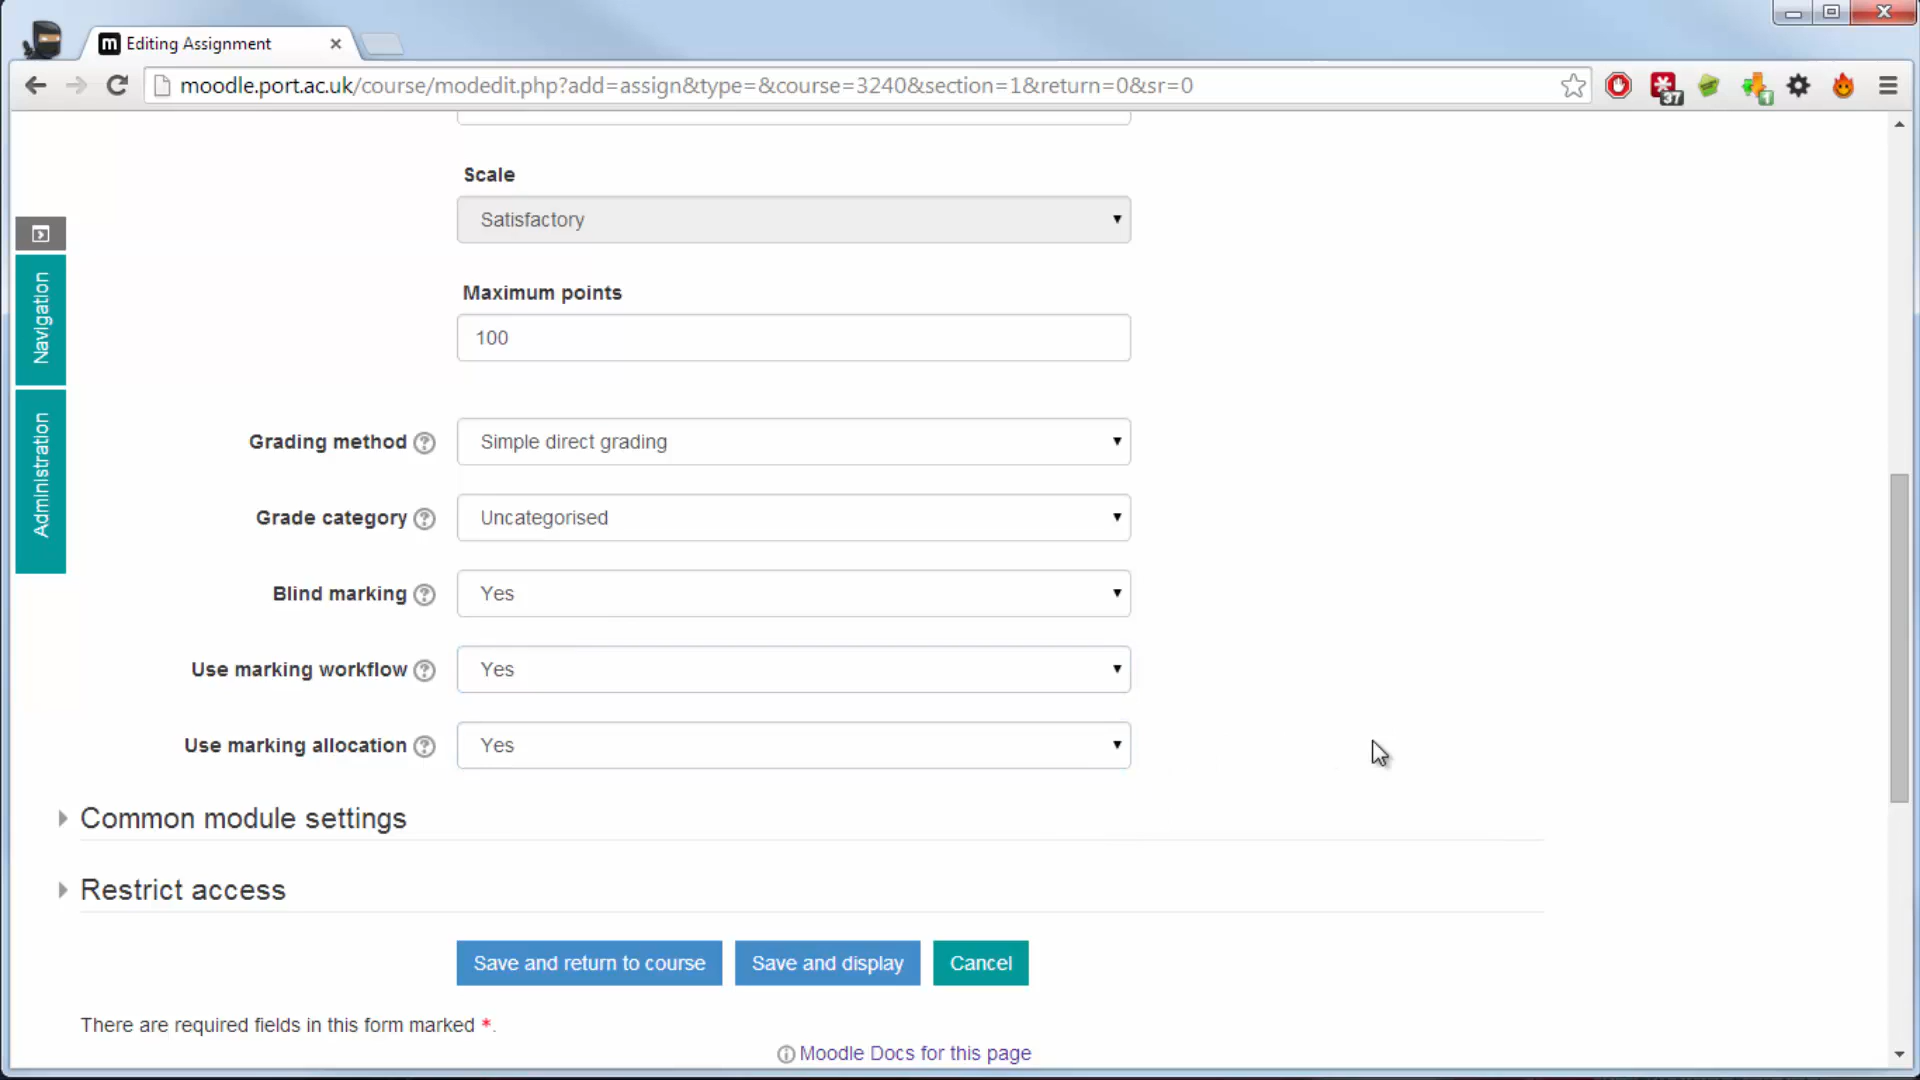 Editing Assignment
moodle.port.ac.uk/course/modedit.php?add=assign&type=&course=3240&section=1&return=0&sr=0
37
1
Scale
Satisfactory
Navigation
Maximum points
100
Administration
Grading method
Simple direct grading
Grade category
Uncategorised
Blind marking
Yes
Use marking workflow
Yes
Use marking allocation
Yes
Common module settings
Restrict access
Save and return to course
Save and display
Cancel
There are required fields in this form marked *.
Moodle Docs for this page